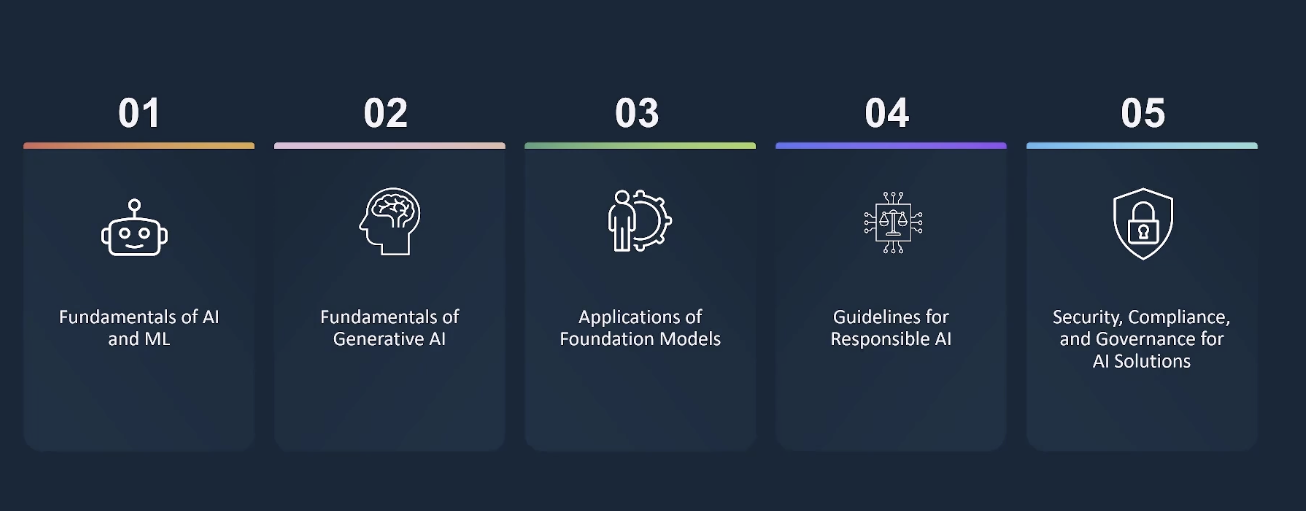 01
Fundamentals of AI
and ML
02
Fundamentals of
Generative AI
03
Applications of
Foundation Models
04
Guidelines for
Responsible AI
05
Security, Compliance,
and Governance for
AI Solutions